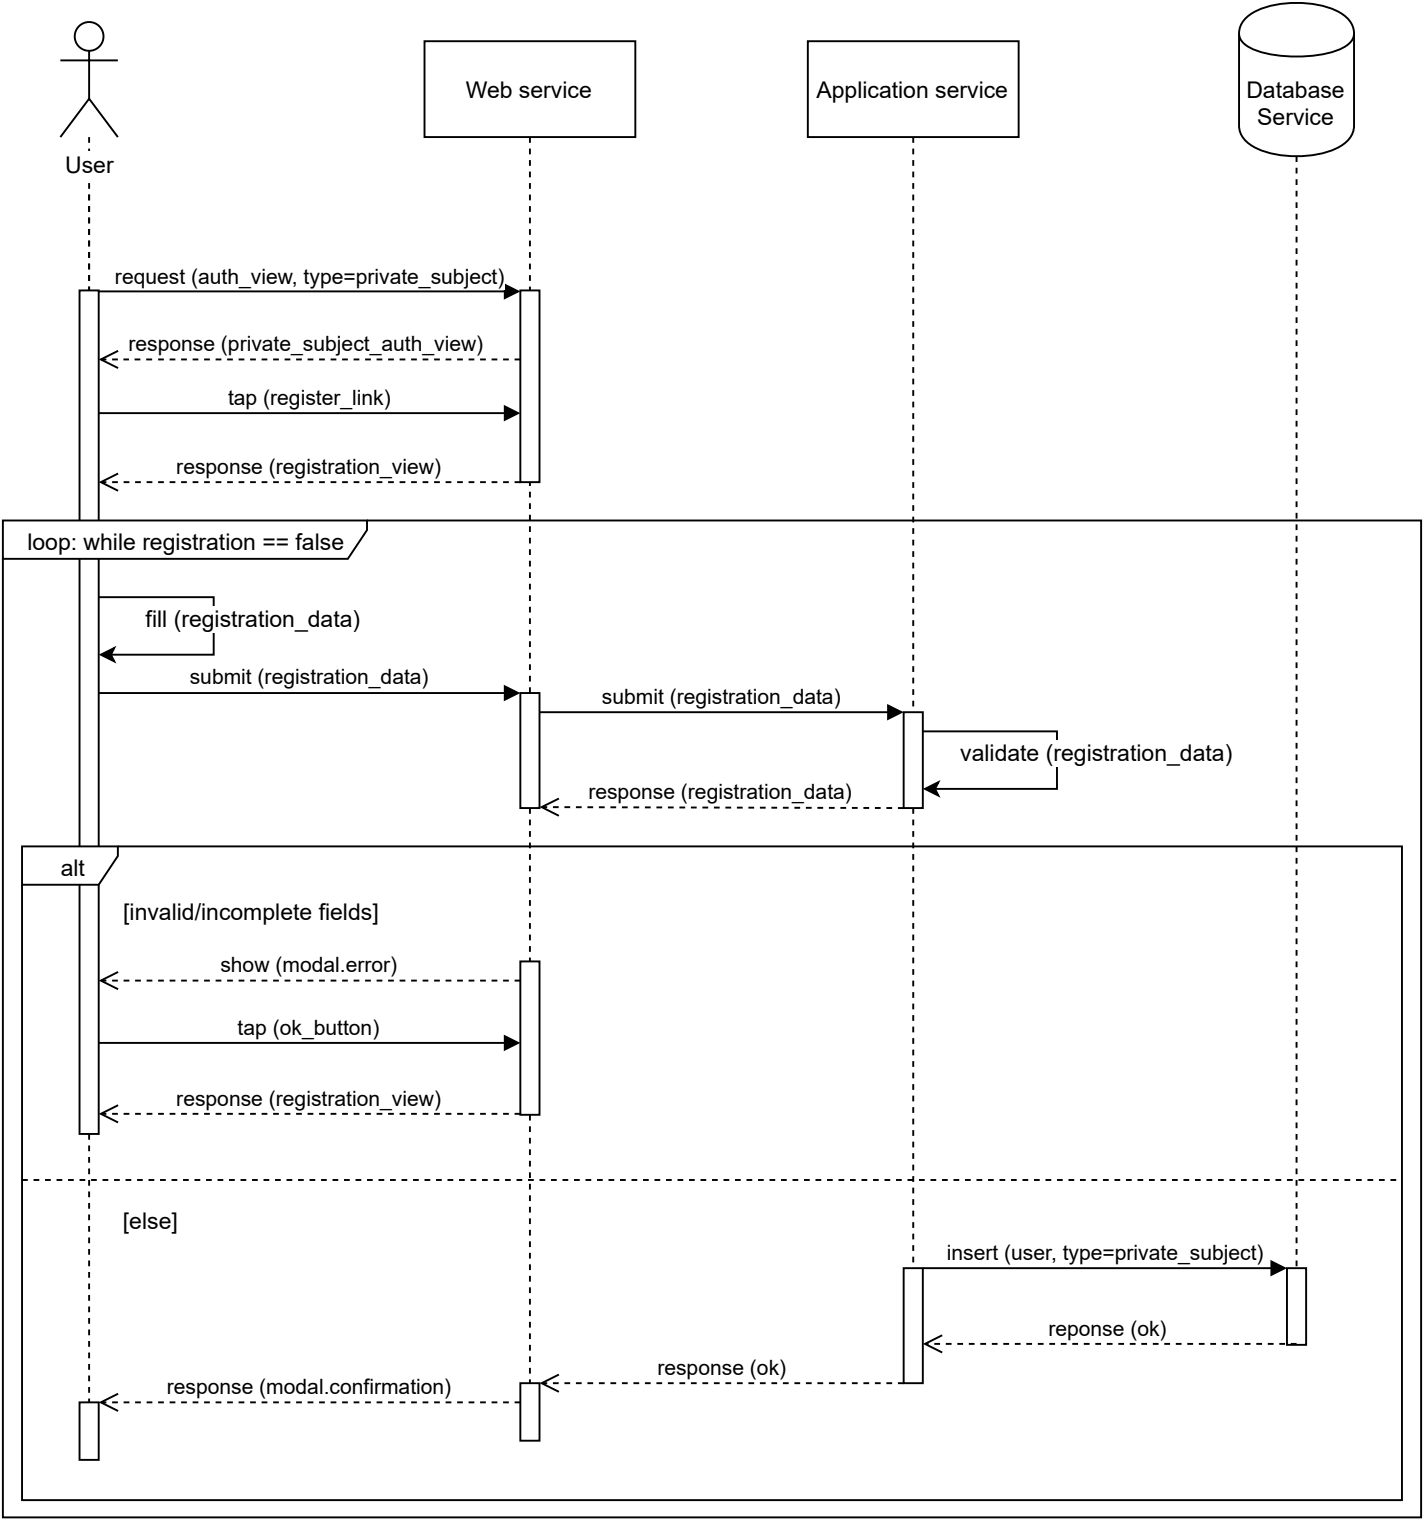 User
Web service
Application service
Database
Service
request (auth_view, type=private_subject)
response (private_subject_auth_view)
tap (register_link)
response (registration_view)
loop: while registration == false
fill (registration_data)
submit (registration_data)
submit (registration_data)
validate (registration_data)
response (registration_data)
alt
[invalid/incomplete fields]
show (modal.error)
tap (ok_button)
response (registration_view)
[else]
insert (user, type=private_subject)
reponse (ok)
response (ok)
response (modal.confirmation)